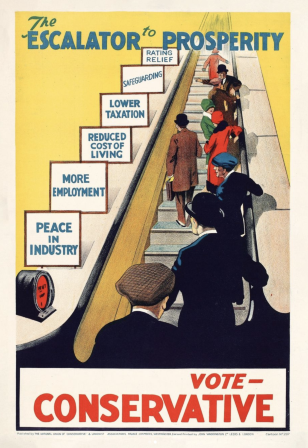 The
ESCALATOR to PROSPERITY
RATING
RELIEF
SAFEGUARDING
LOWER
TAXATION
REDUCED
COST OF
LIVING
MORE
EMPLOYMENT
PEACE
IN
INDUSTRY
VOTE–
CONSERVATIVE